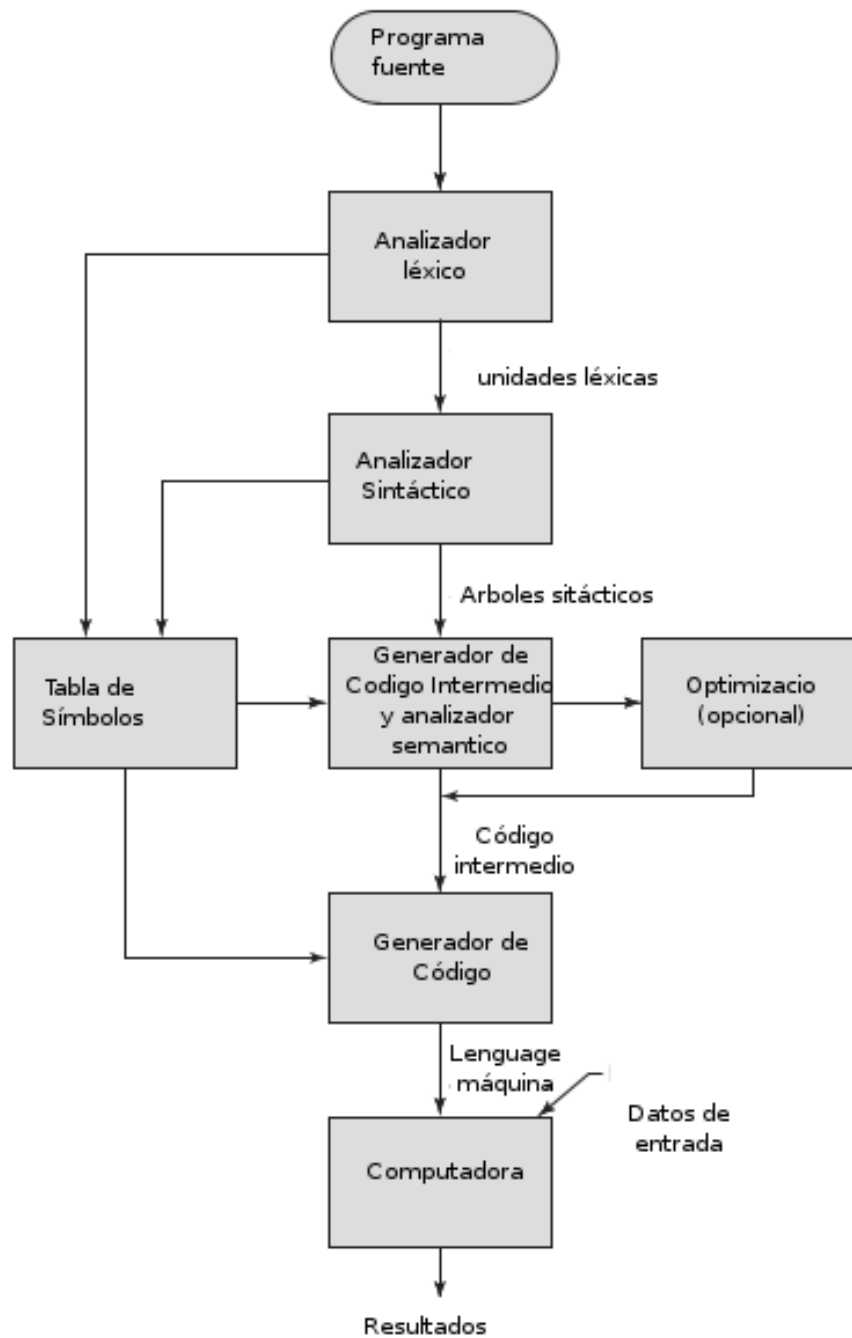 Programa
fuente
Analizador
léxico
unidades léxicas
Analizador
Sintáctico
Arboles sitácticos
Tabla de
Símbolos
Generador de
Codigo Intermedio
y analizador
semantico
Optimizacio
(opcional)
Código
intermedio
Generador de
Código
Lenguage
máquina
Datos de
entrada
Computadora
Resultados